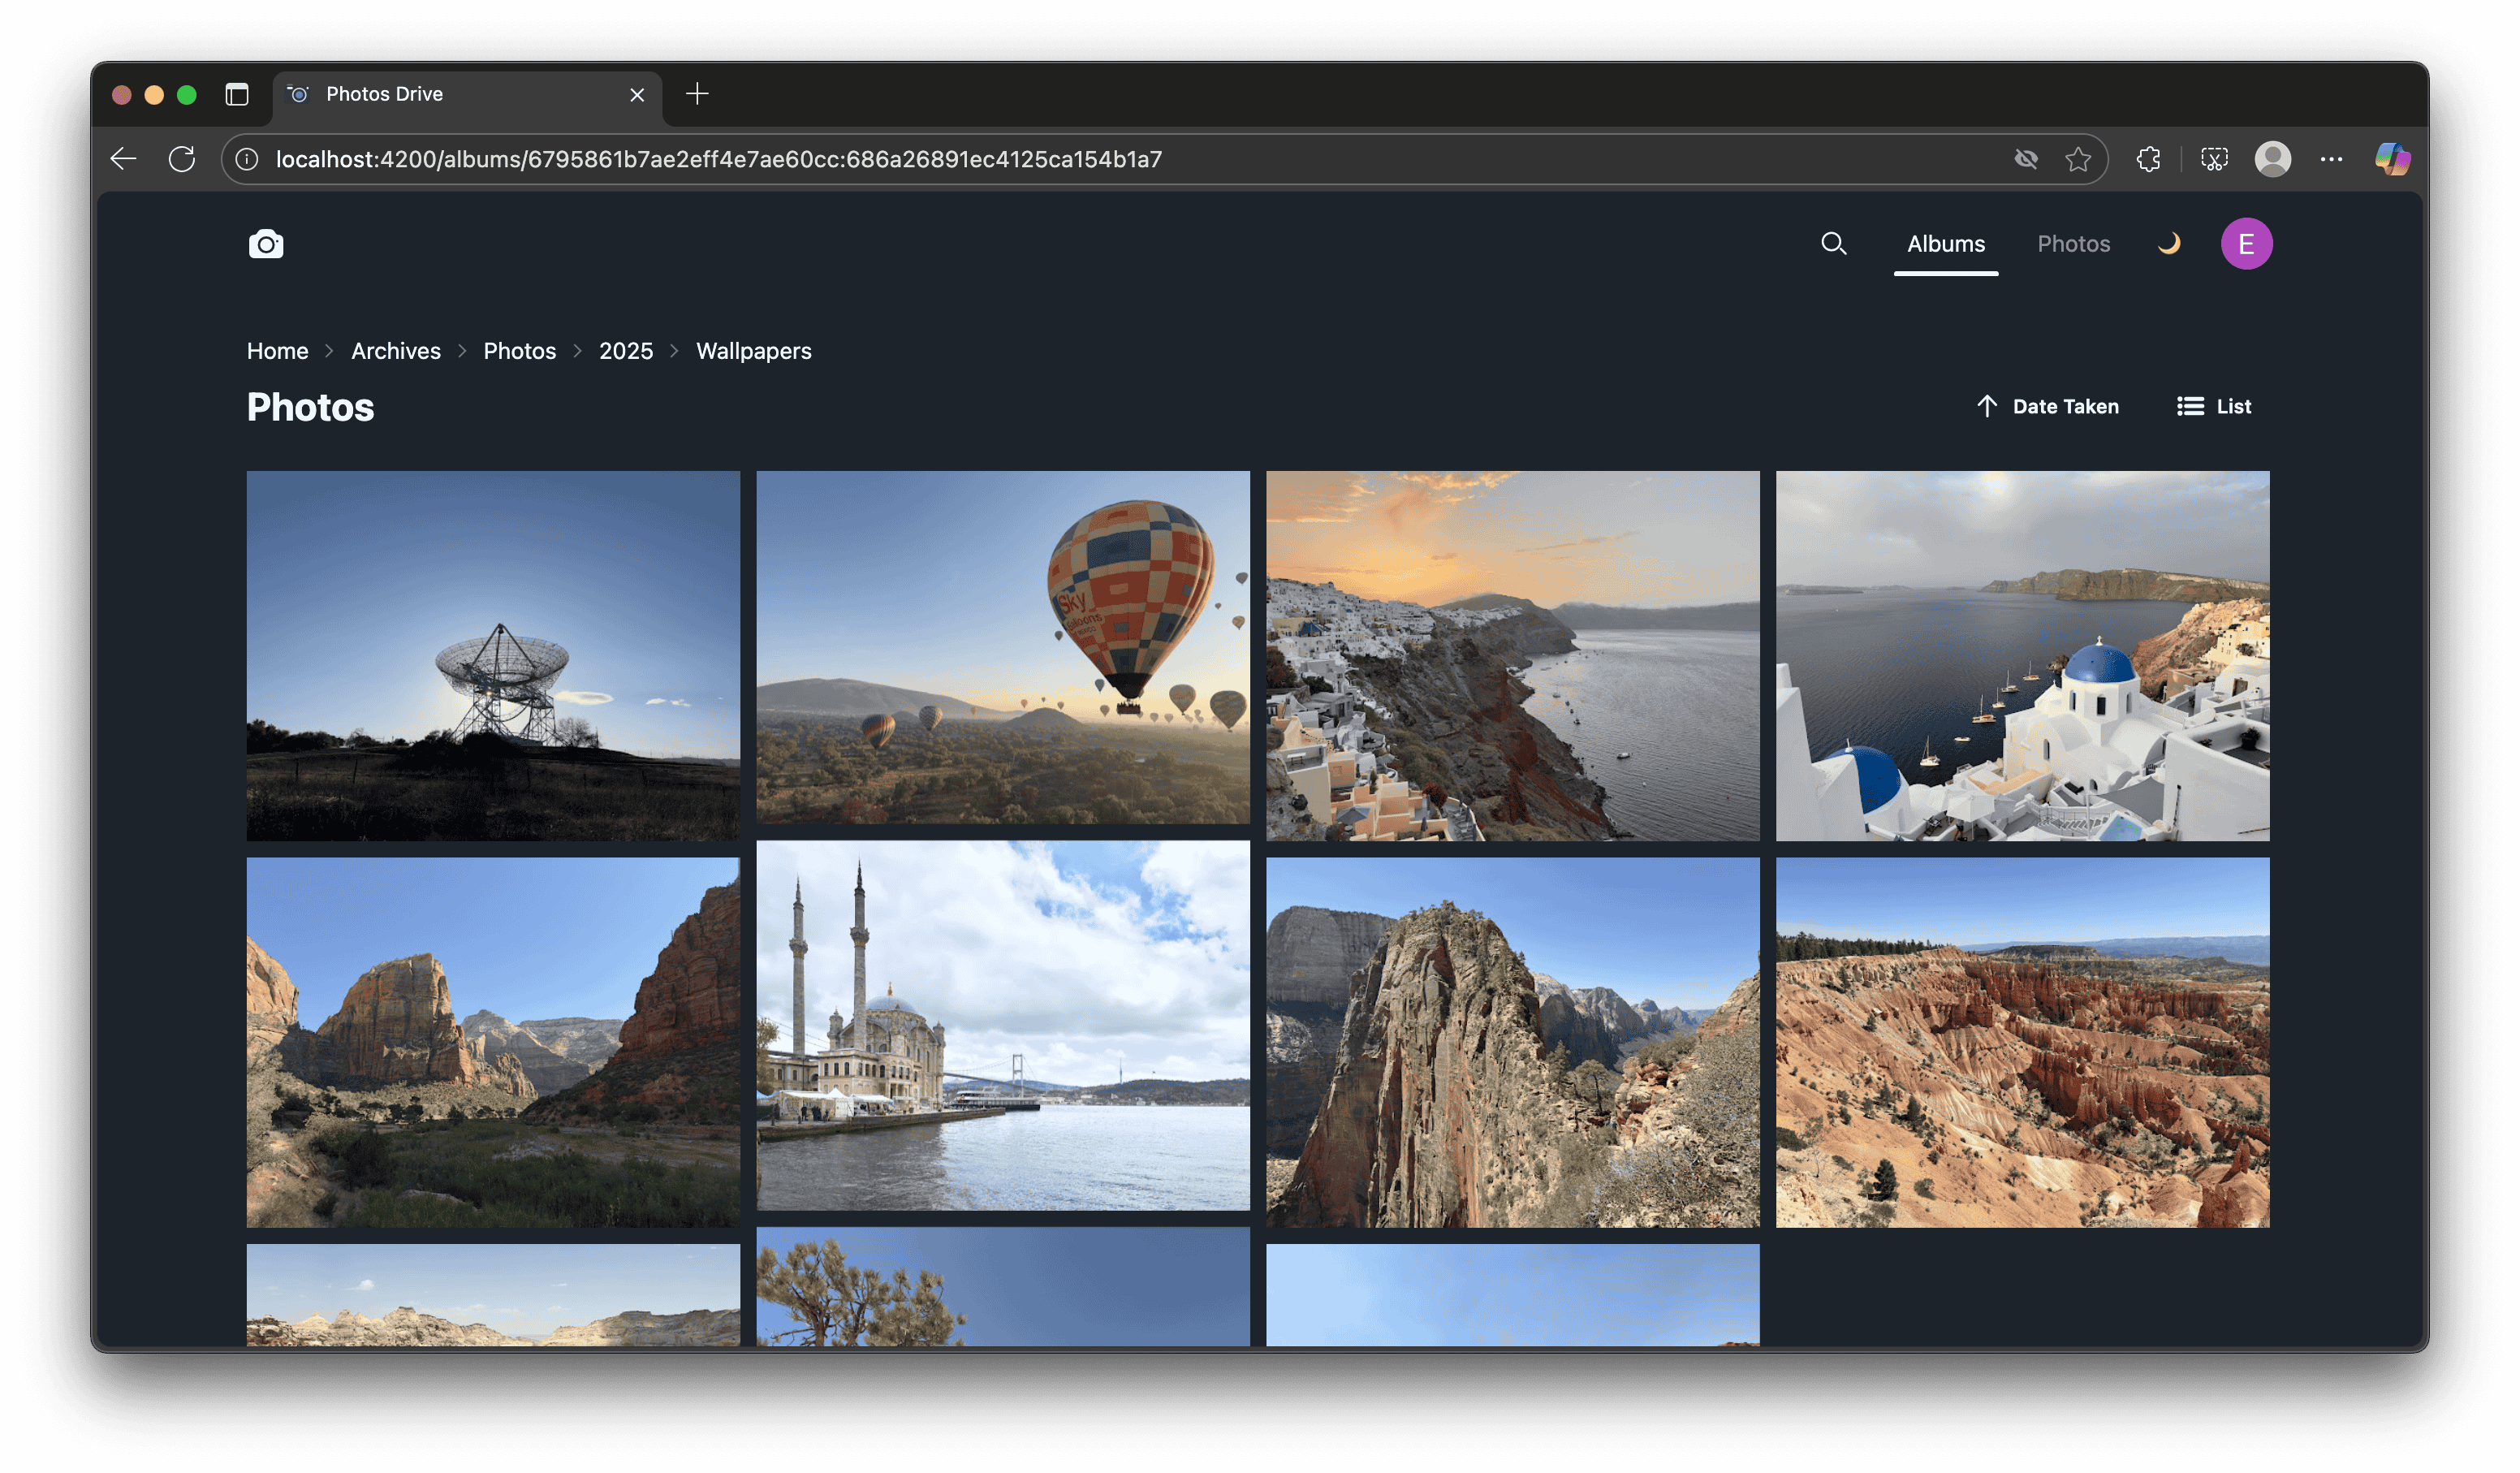 Photos Drive
localhost:4200/albums/6795861b7ae2eff4e7ae60cc:686a26891ec4125ca154b1a7
Albums
Photos
E
Home > Archives > Photos > 2025 > Wallpapers
Photos
Date Taken
List
Sky
Balloons